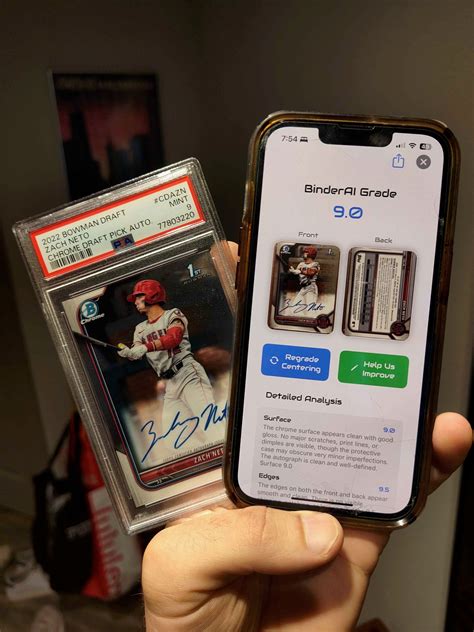 2022 BOWMAN DRAFT #CDAZN
ZACH NETO MINT
CHROME DRAFT PICK AUTO. 9
PSA 77803220
Chrome
1ST
ZACH NETO
7:54
BinderAI Grade
9.0
Front
Back
Regrade Centering
Help Us Improve
Detailed Analysis
Surface 9.0
The chrome surface appears clean with good
gloss. No major scratches, print lines, or
dimples are visible, though the protective
case may obscure very minor imperfections.
The autograph is clean and well-defined.
Surface 9.0
Edges 9.5
The edges on both the front and back appear